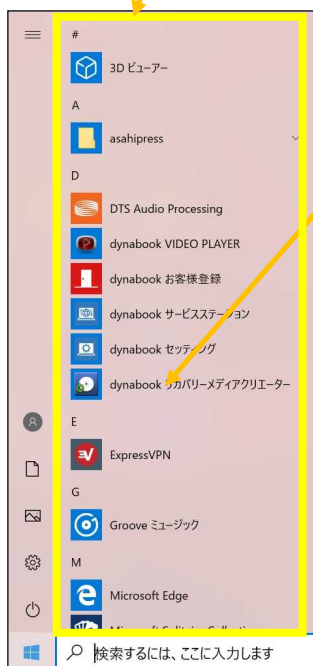 #
3D ビューアー
A
asahipress
D
DTS Audio Processing
dynabook VIDEO PLAYER
dynabook お客様登録
dynabook サービスステーション
dynabook セッティング
dynabook リカバリーメディアクリエーター
E
ExpressVPN
G
Groove ミュージック
M
Microsoft Edge
Microsoft Solitaire Collection
検索するには、ここに入力します